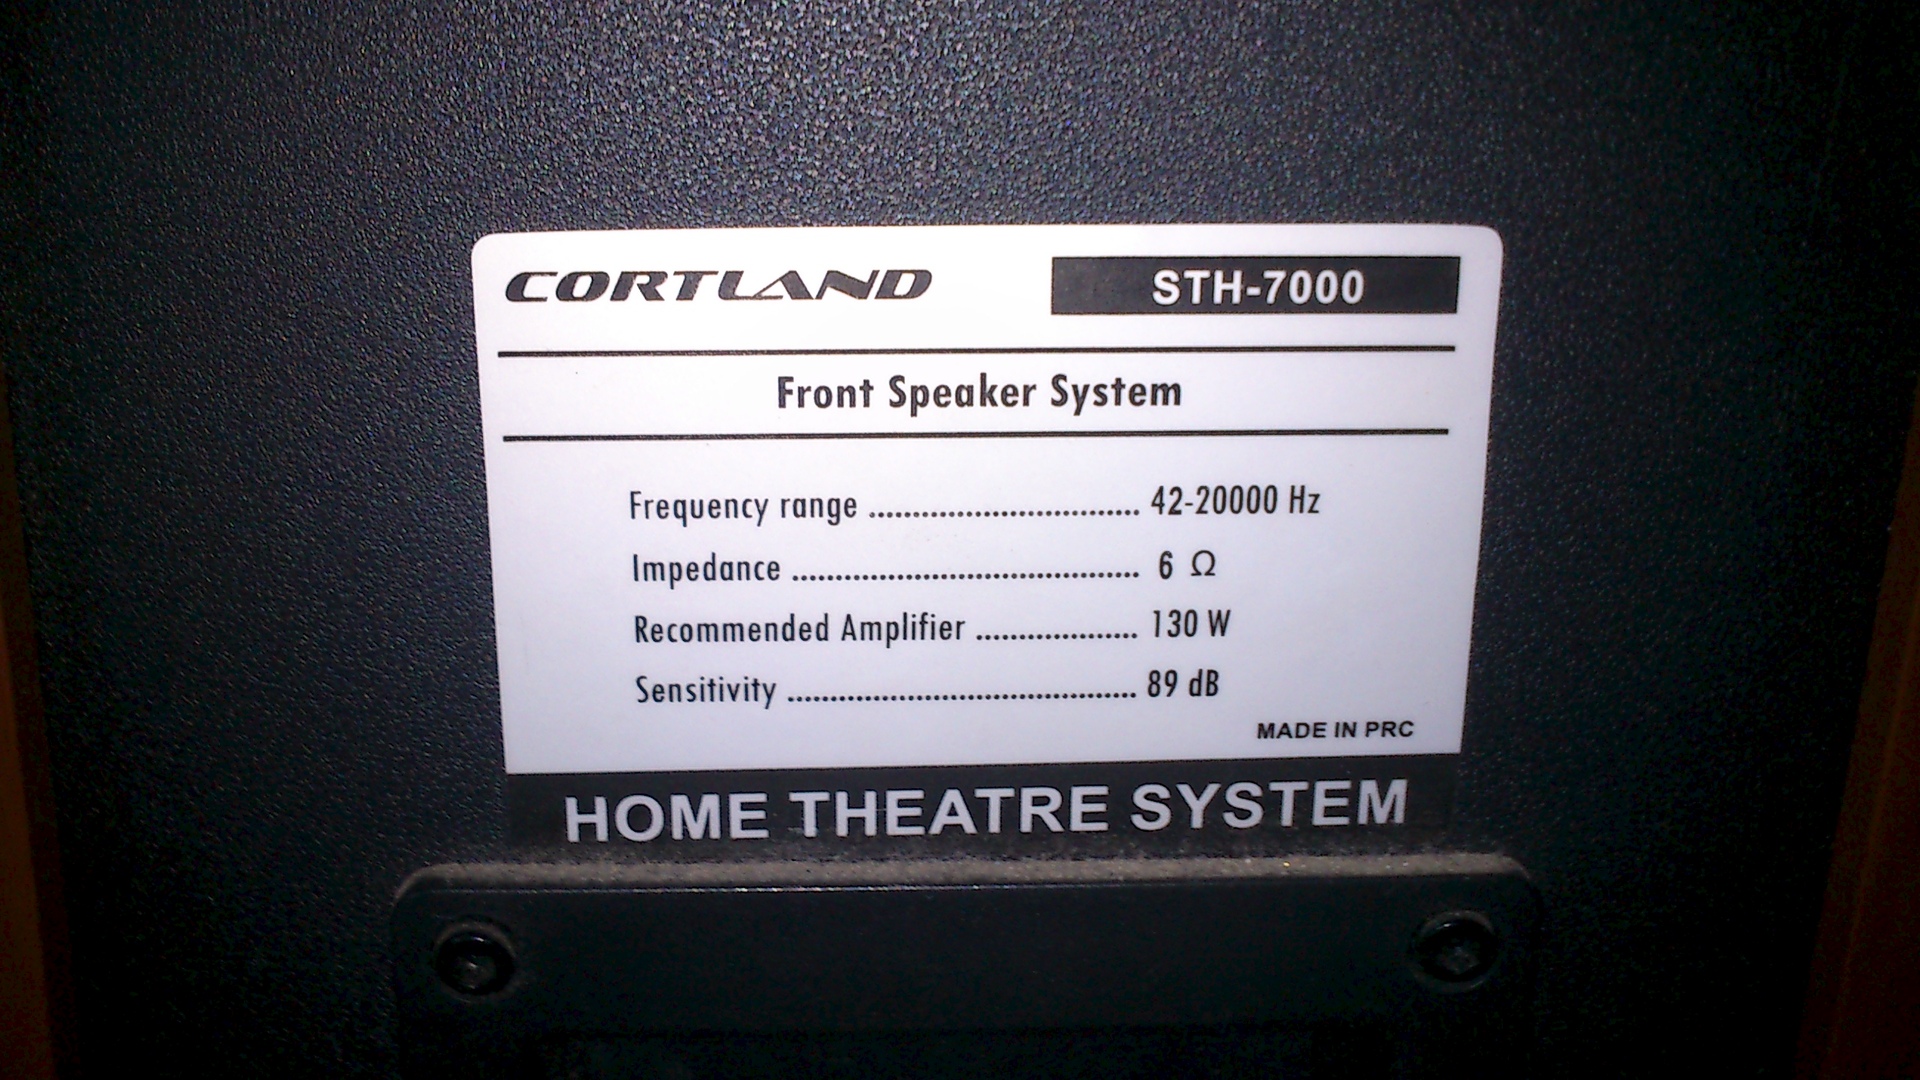 CORTLAND STH-7000
Front Speaker System
Frequency range ................................ 42-20000 Hz
Impedance ......................................... 6 Ω
Recommended Amplifier ................... 130 W
Sensitivity ......................................... 89 dB
MADE IN PRC
HOME THEATRE SYSTEM